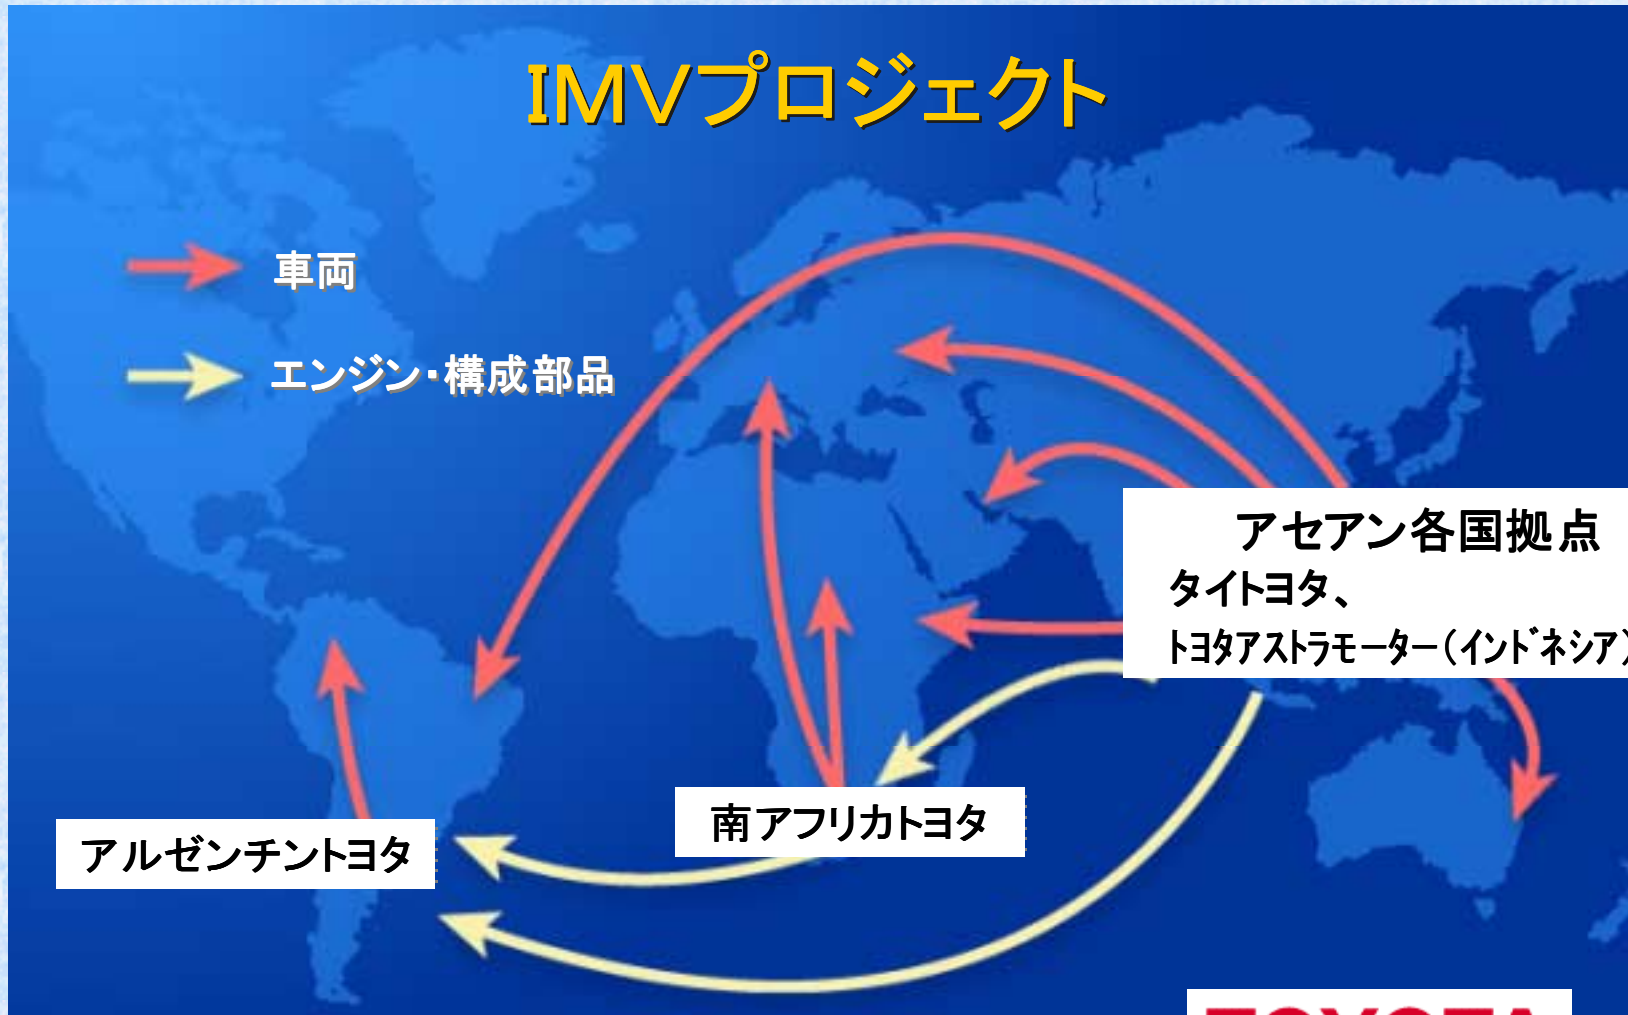 IMVプロジェクト
車両
エンジン・構成部品
アセアン各国拠点
タイトヨタ、
トヨタアストラモーター(インドネシア)
南アフリカトヨタ
アルゼンチントヨタ
TOYOTA